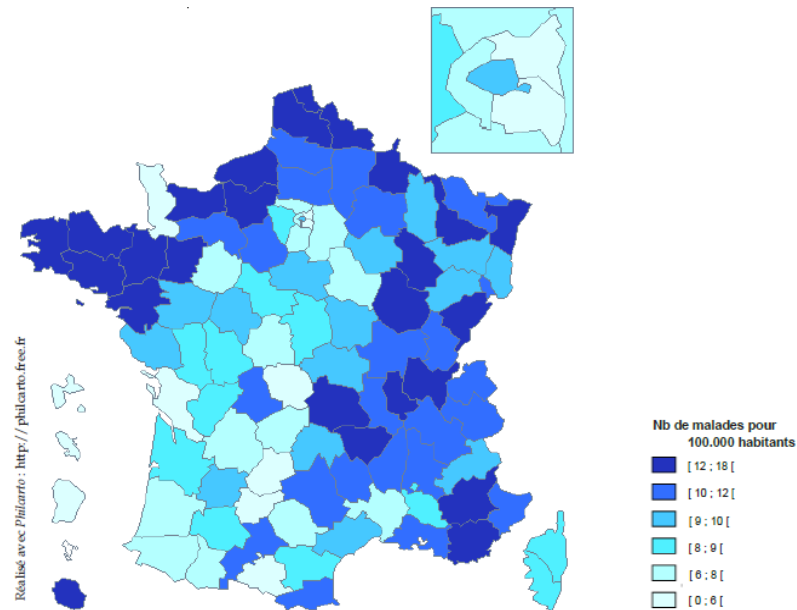 Réalisé avec Philcarto : http://philcarto.free.fr
Nb de malades pour
100.000 habitants
[ 12 ; 18 [
[ 10 ; 12 [
[ 9 ; 10 [
[ 8 ; 9 [
[ 6 ; 8 [
[ 0 ; 6 [